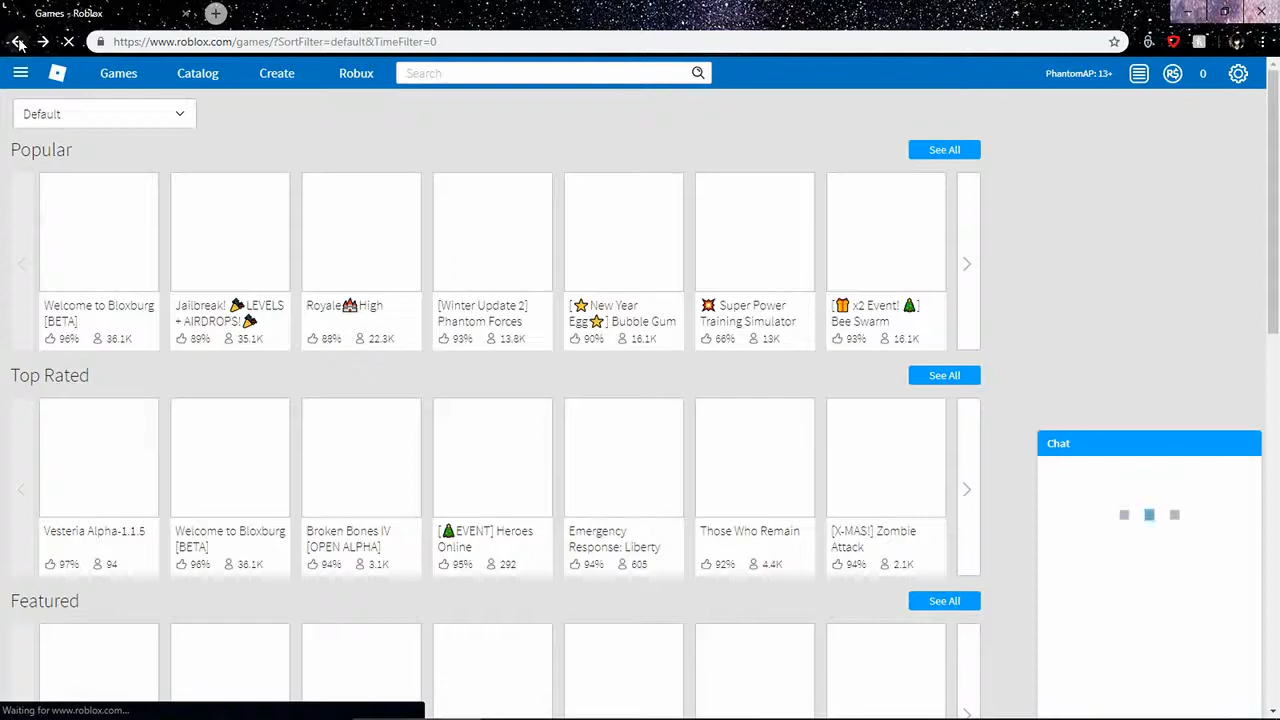 Games - Roblox
https://www.roblox.com/games/?SortFilter=default&TimeFilter=0
Games Catalog Create Robux Search PhantomAP: 13+ 0
Default
Popular See All
Welcome to Bloxburg [BETA]
96% 36.1K
Jailbreak! 🎉LEVELS + AIRDROPS!🎉
89% 35.1K
Royale🏰High
89% 22.3K
[Winter Update 2] Phantom Forces
93% 13.8K
[⭐New Year Egg⭐] Bubble Gum
90% 16.1K
💥 Super Power Training Simulator
66% 13K
[🎁 x2 Event! 🎄] Bee Swarm
93% 16.1K
Top Rated See All
Vesteria Alpha-1.1.5
97% 94
Welcome to Bloxburg [BETA]
96% 36.1K
Broken Bones IV [OPEN ALPHA]
94% 3.1K
[🎄EVENT] Heroes Online
95% 292
Emergency Response: Liberty
94% 605
Those Who Remain
92% 4.4K
[X-MAS!] Zombie Attack
94% 2.1K
Featured See All
Chat
Waiting for www.roblox.com...